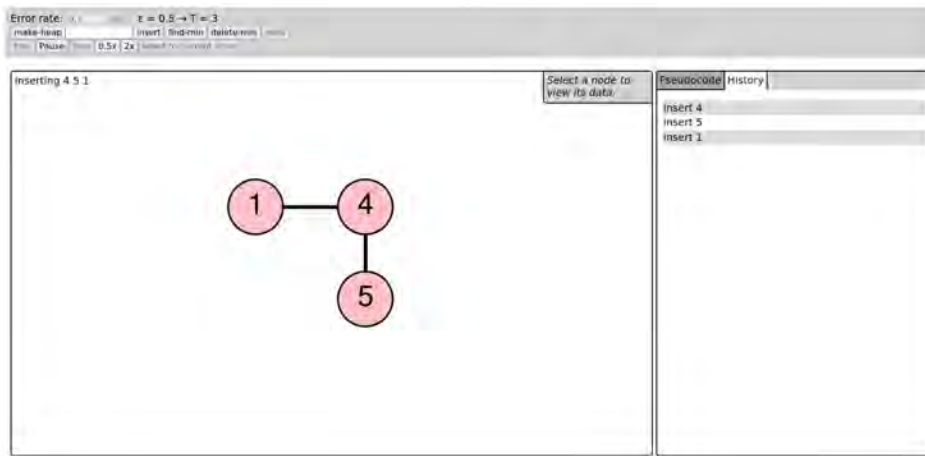 Error rate: ε = 0.5 → T = 3
make-heap insert find-min delete-min
Pause 0.5x 2x
Inserting 4 5 1
Select a node to
view its data.
Pseudocode History
insert 4
insert 5
insert 1
1 4
5